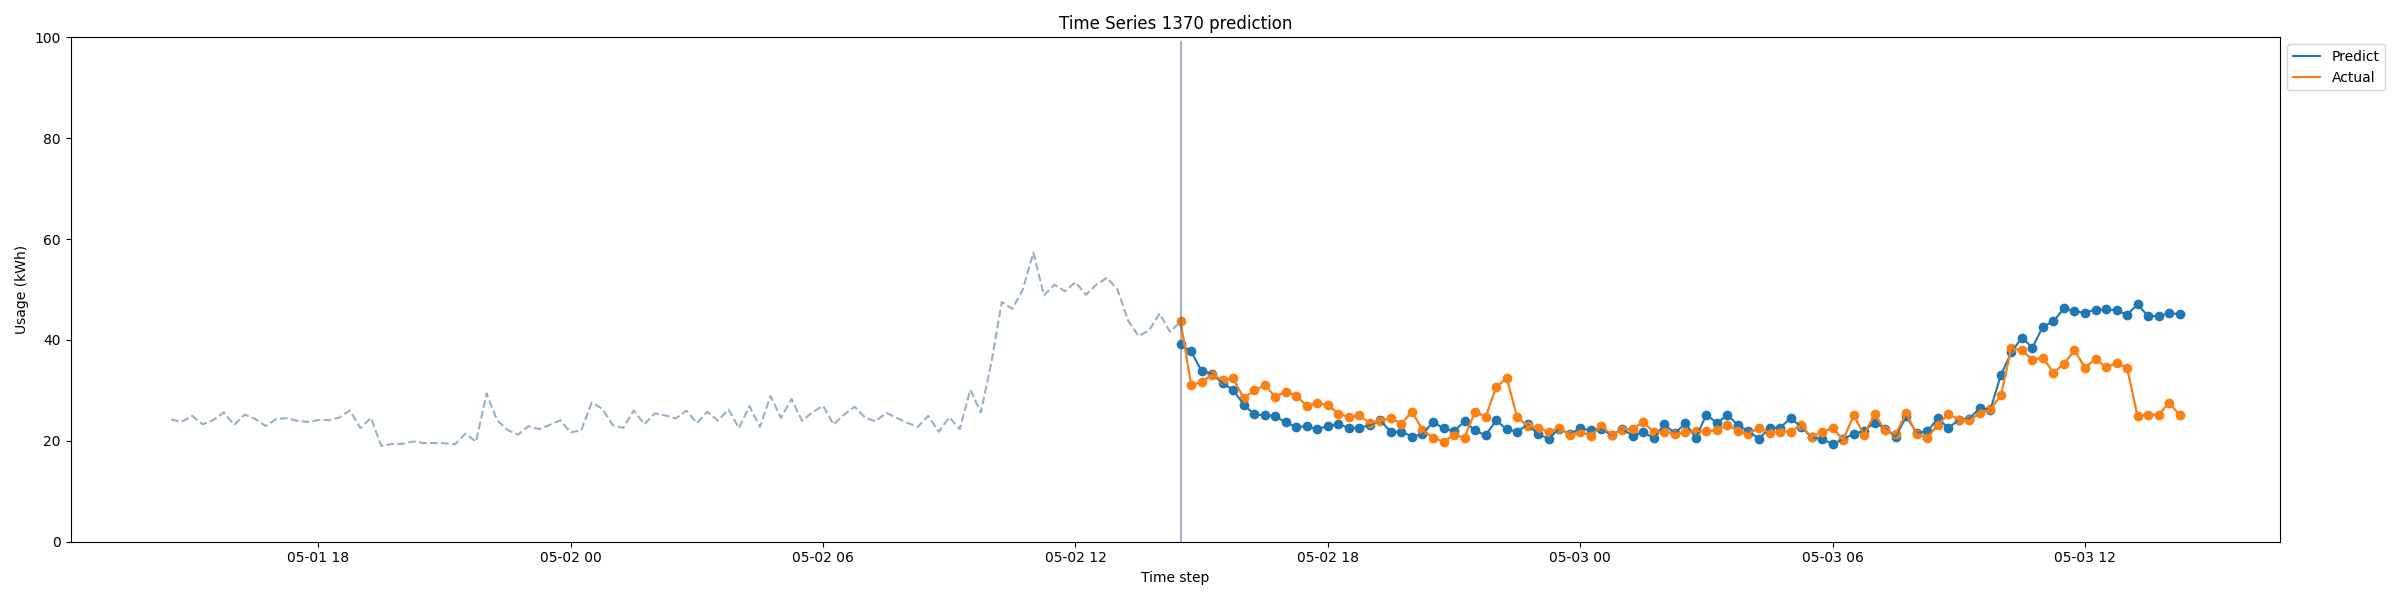 Time Series 1370 prediction
Predict
Actual
Usage (kWh)
100
80
60
40
20
0
05-01 18
05-02 00
05-02 06
05-02 12
05-02 18
05-03 00
05-03 06
05-03 12
Time step